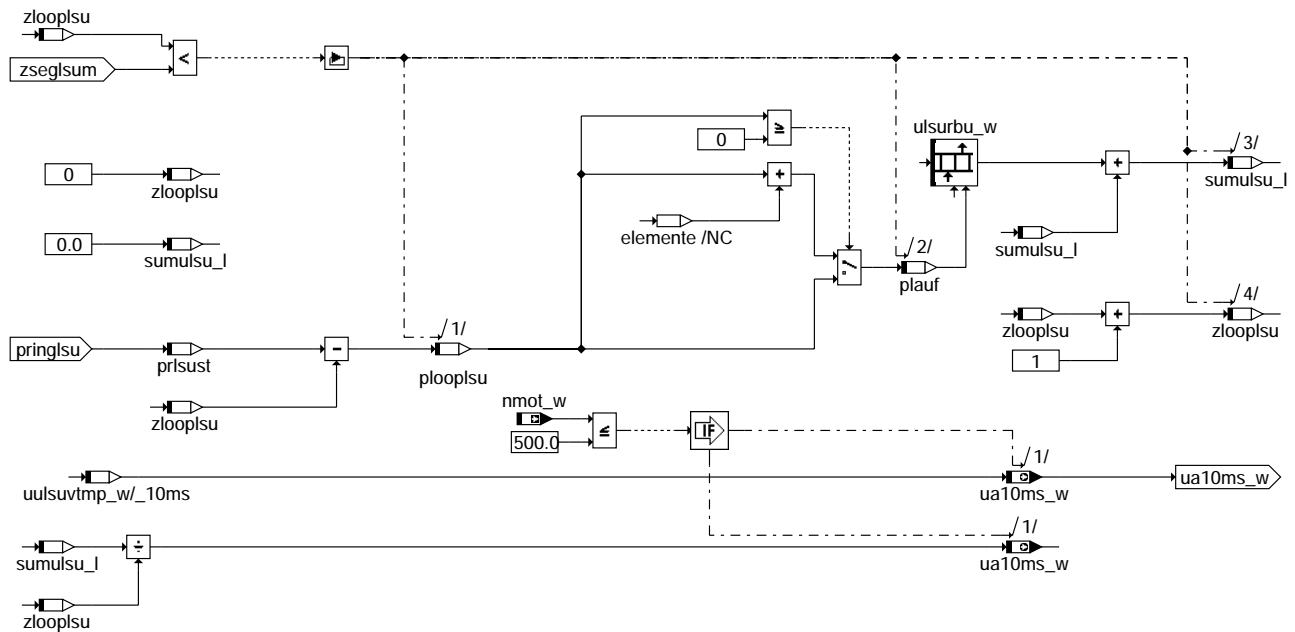 zlooplsu
zseglsum
<
≥
0
ulsurbu_w
/3/
+
sumulsu_l
0
zlooplsu
+
elemente /NC
0.0
sumulsu_l
sumulsu_l
/2/
plauf
/4/
zlooplsu
+
zlooplsu
1
pringlsu
prlsust
-
/1/
plooplsu
zlooplsu
nmot_w
500.0
≤
IF
/1/
uulsuvtmp_w/_10ms
ua10ms_w
ua10ms_w
/1/
sumulsu_l
÷
ua10ms_w
zlooplsu